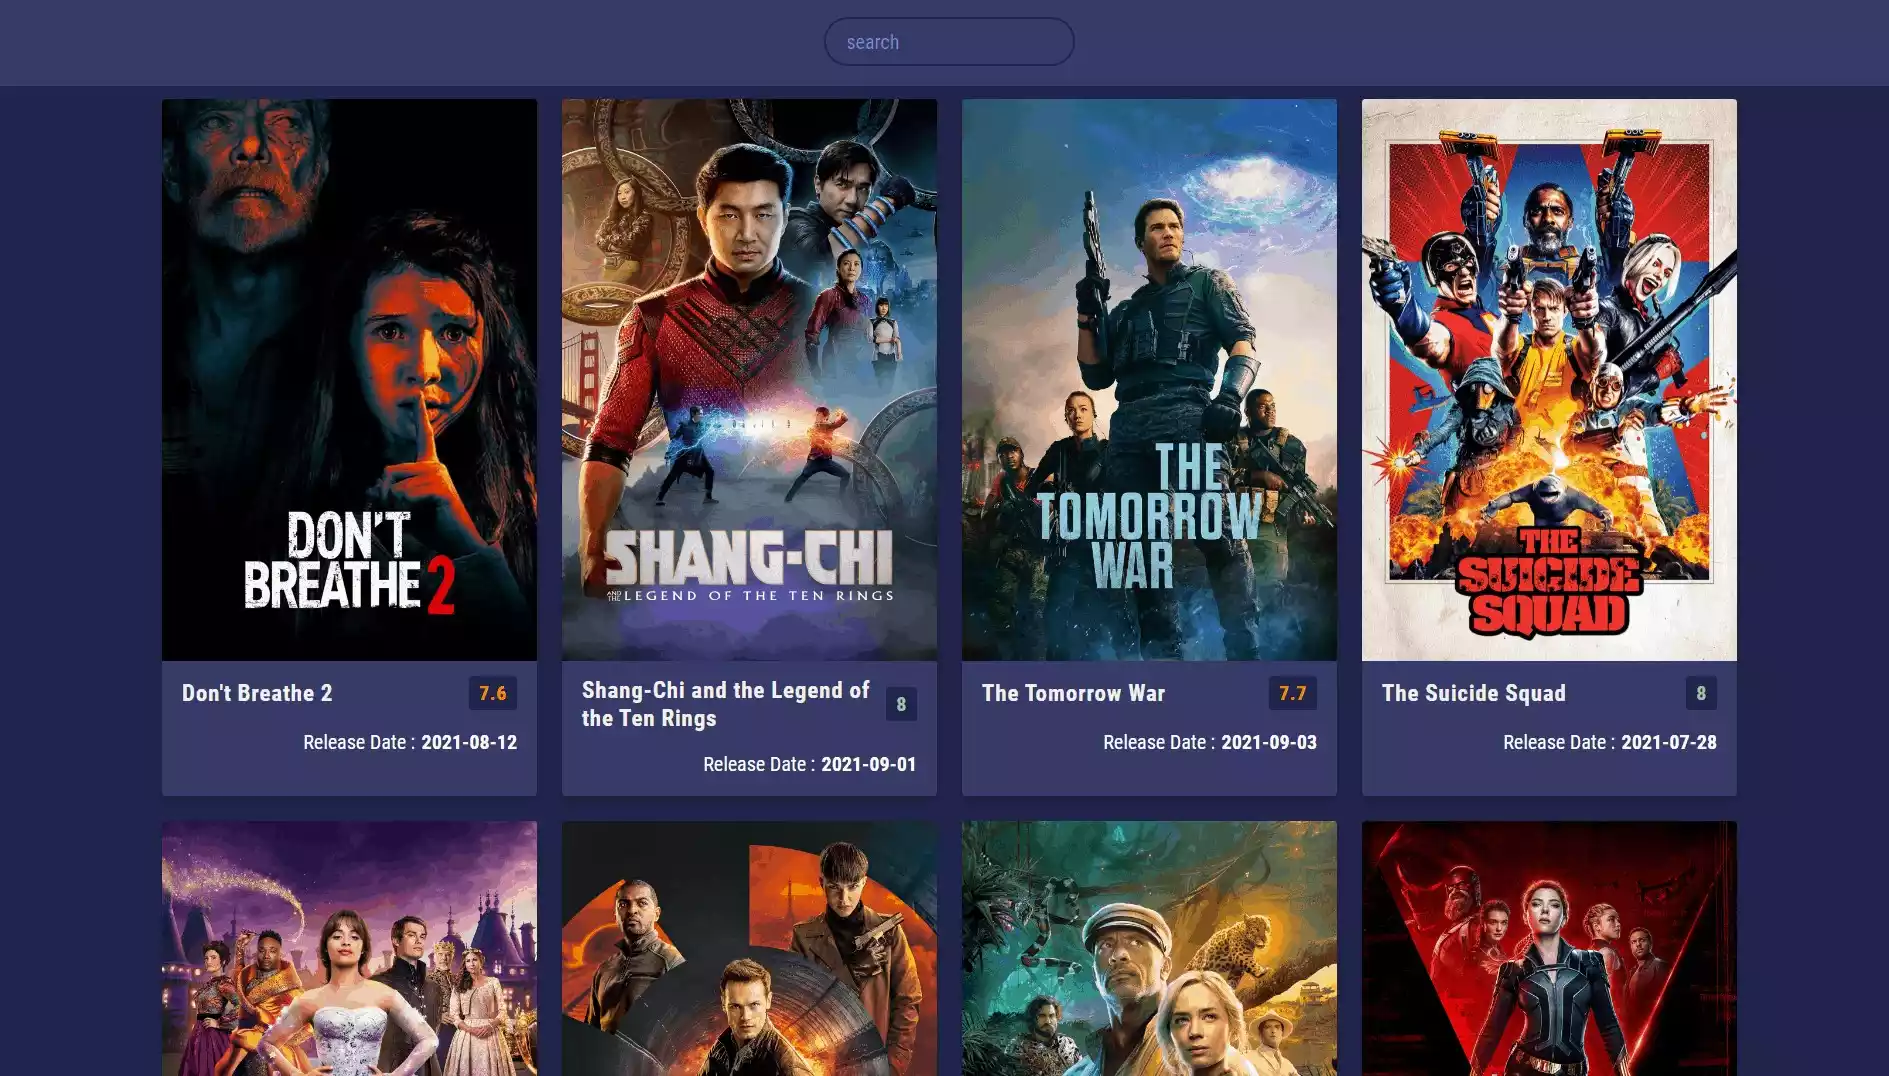 search
DON'T
BREATHE 2
SHANG-CHI
AND THE LEGEND OF THE TEN RINGS
THE
TOMORROW
WAR
THE
SUICIDE
SQUAD
Don't Breathe 2
7.6
Release Date : 2021-08-12
Shang-Chi and the Legend of
the Ten Rings
8
Release Date : 2021-09-01
The Tomorrow War
7.7
Release Date : 2021-09-03
The Suicide Squad
8
Release Date : 2021-07-28